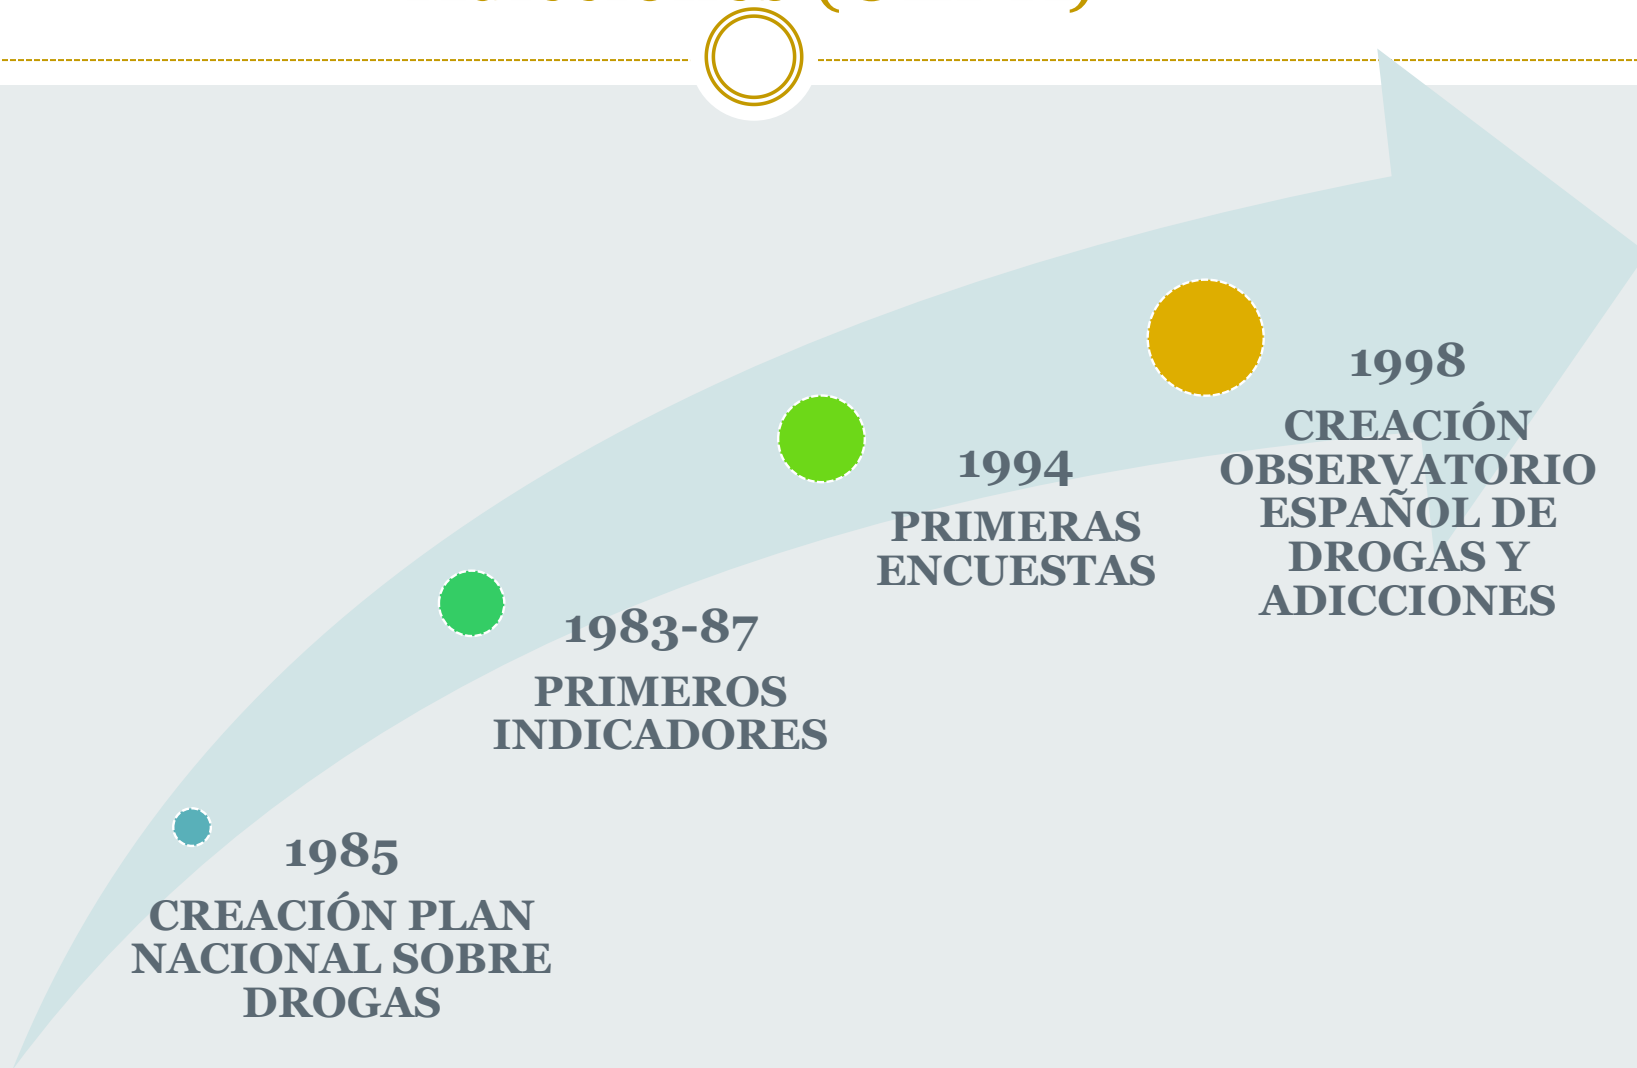 1985
CREACIÓN PLAN
NACIONAL SOBRE
DROGAS
1983-87
PRIMEROS
INDICADORES
1994
PRIMERAS
ENCUESTAS
1998
CREACIÓN
OBSERVATORIO
ESPAÑOL DE
DROGAS Y
ADICCIONES